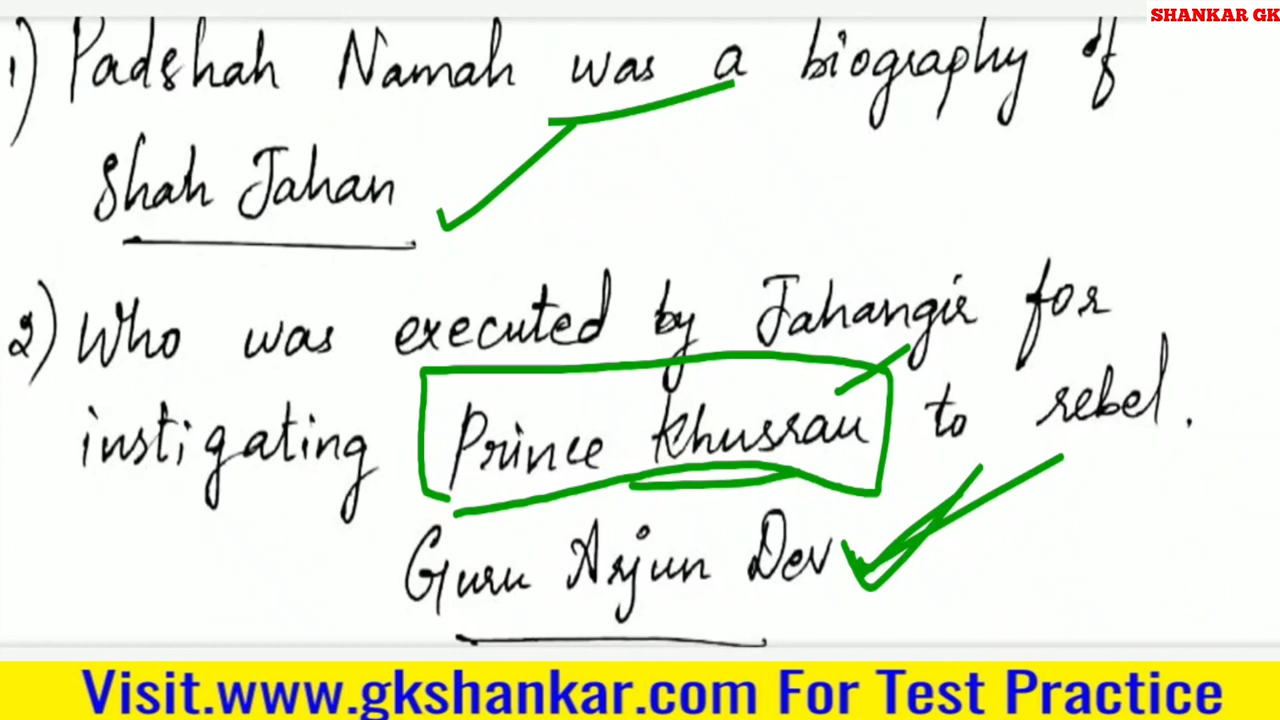 SHANKAR GK
1) Padshah Namah was a biography of
Shah Jahan
2) Who was executed by Jahangir for
instigating Prince Khussrau to rebel.
Guru Arjun Dev
Visit.www.gkshankar.com For Test Practice